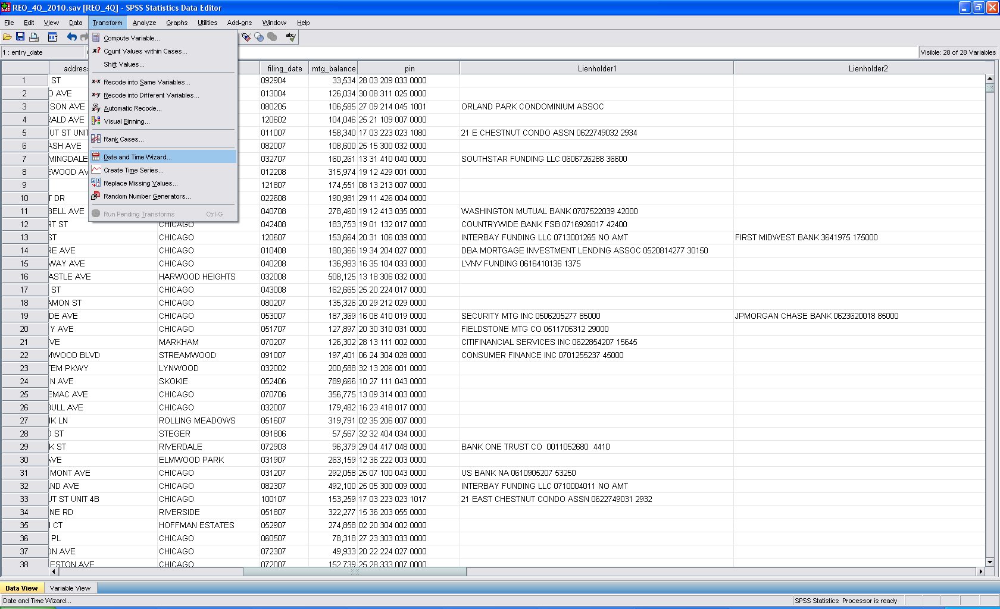 REO_4Q_2010.sav [REO_4Q] - SPSS Statistics Data Editor
File Edit View Data Transform Analyze Graphs Utilities Add-ons Window Help
1 : entry_date
Visible: 28 of 28 Variables
Compute Variable...
Count Values within Cases...
Shift Values...
Recode into Same Variables...
Recode into Different Variables...
Automatic Recode...
Visual Binning...
Rank Cases...
Date and Time Wizard...
Create Time Series...
Replace Missing Values...
Random Number Generators...
Run Pending Transforms Ctrl-G
filing_date mtg_balance pin Lienholder1 Lienholder2
1 ST 092904 33,534 28 03 209 033 0000
2 AVE 013004 126,034 30 08 311 025 0000
3 SON AVE 080205 106,585 27 09 214 045 1001 ORLAND PARK CONDOMINIUM ASSOC
4 RALD AVE 120602 104,046 25 21 109 007 0000
5 UT ST UNIT 011007 158,340 17 03 223 023 1080 21 E CHESTNUT CONDO ASSN 0622749032 2934
6 ASH AVE 082007 108,600 25 15 300 032 0000
7 MINGDALE 032707 160,261 13 31 410 040 0000 SOUTHSTAR FUNDING LLC 0606726288 36600
8 EWOOD AV 012208 315,974 19 12 429 001 0000
9 121807 174,551 08 13 213 007 0000
10 T DR 022608 190,981 29 11 426 004 0000
11 BELL AVE 040708 278,460 19 12 413 035 0000 WASHINGTON MUTUAL BANK 0707522039 42000
12 RT ST CHICAGO 042408 183,753 19 01 132 017 0000 COUNTRYWIDE BANK FSB 0716926017 42400
13 ST CHICAGO 120607 153,664 20 31 106 039 0000 INTERBAY FUNDING LLC 0713001265 NO AMT FIRST MIDWEST BANK 3641975 175000
14 RE AVE CHICAGO 010408 180,366 19 34 204 027 0000 DBA MORTGAGE INVESTMENT LENDING ASSOC 0520814277 30150
15 WAY AVE CHICAGO 040208 136,983 16 35 104 033 0000 LVNV FUNDING 0616410136 1375
16 ASTLE AVE HARWOOD HEIGHTS 032008 508,125 13 18 306 032 0000
17 ST CHICAGO 043008 162,665 25 20 224 017 0000
18 AMON ST CHICAGO 080207 135,326 20 29 212 029 0000
19 DE AVE CHICAGO 053007 187,369 16 08 410 019 0000 SECURITY MTG INC 0506205277 85000 JPMORGAN CHASE BANK 0623620018 85000
20 Y AVE CHICAGO 051707 127,897 20 30 310 031 0000 FIELDSTONE MTG CO 0511705312 29000
21 VE MARKHAM 070207 126,302 28 13 111 002 0000 CITIFINANCIAL SERVICES INC 0622854207 15645
22 MWOOD BLVD STREAMWOOD 091007 197,401 06 24 304 028 0000 CONSUMER FINANCE INC 0701255237 45000
23 TEM PKWY LYNWOOD 032002 200,588 32 13 206 001 0000
24 N AVE SKOKIE 052406 789,666 10 27 111 043 0000
25 EMAC AVE CHICAGO 070706 356,775 13 09 314 003 0000
26 BULL AVE CHICAGO 032007 179,482 16 23 418 017 0000
27 IK LN ROLLING MEADOWS 051607 319,791 02 35 206 007 0000
28 ST STEGER 091806 57,567 32 32 404 034 0000
29 K ST RIVERDALE 072903 96,379 29 04 417 048 0000 BANK ONE TRUST CO 0011052680 4410
30 AVE ELMWOOD PARK 031907 263,159 12 36 222 003 0000
31 MONT AVE CHICAGO 031207 292,058 25 07 100 043 0000 US BANK NA 0610905207 53250
32 AND AVE CHICAGO 082307 492,100 25 05 300 009 0000 INTERBAY FUNDING LLC 0710004011 NO AMT
33 UT ST UNIT 4B CHICAGO 100107 153,259 17 03 223 023 1017 21 EAST CHESTNUT CONDO ASSN 0622749031 2932
34 NE RD RIVERSIDE 051807 322,277 15 36 203 055 0000
35 CT HOFFMAN ESTATES 052907 274,858 02 20 304 002 0000
36 PL CHICAGO 060507 78,318 27 23 303 033 0000
37 ON AVE CHICAGO 072307 49,933 20 22 224 027 0000
38 ESTON AVE CHICAGO 072007 152,739 25 28 333 007 0000
Data View Variable View
Date and Time Wizard...
SPSS Statistics Processor is ready